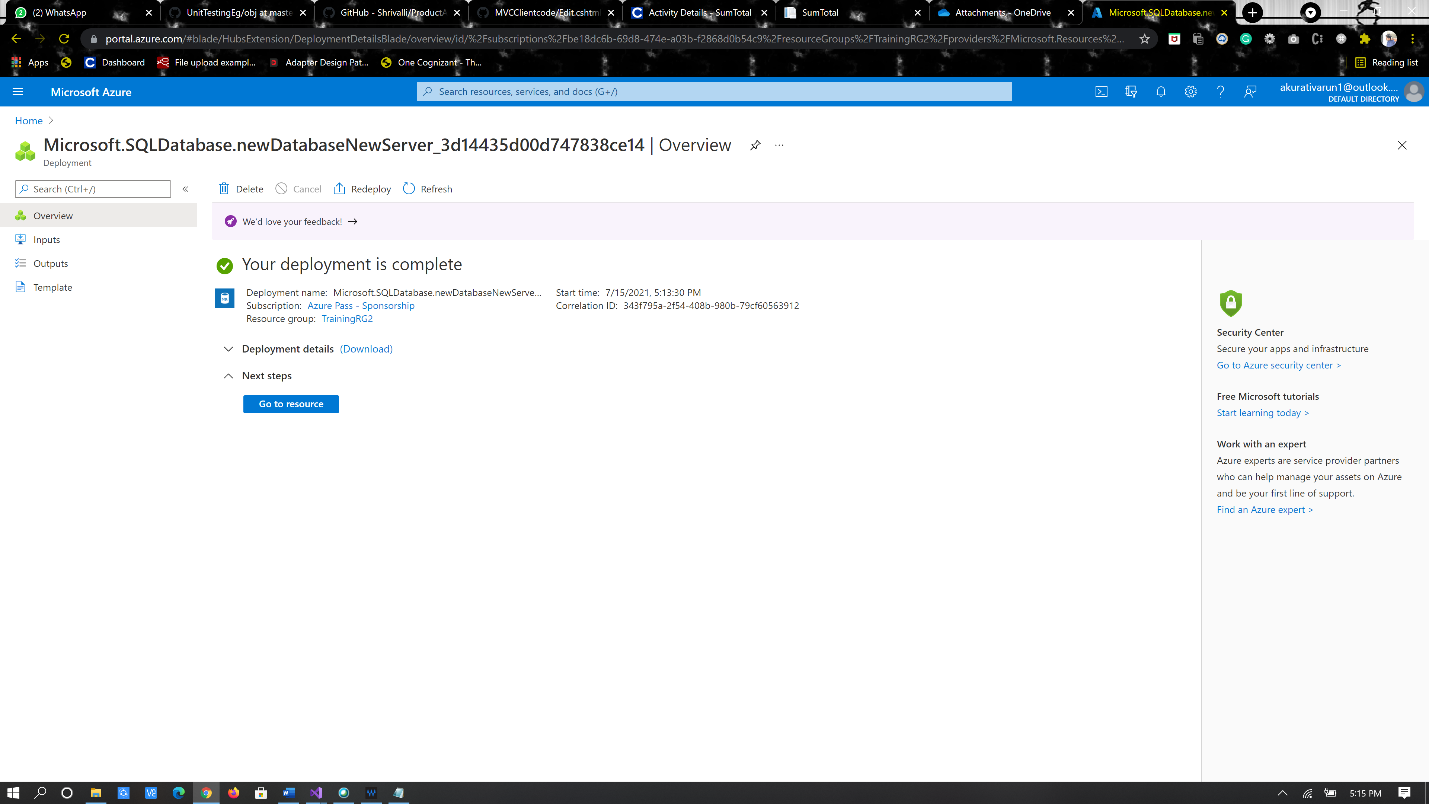 (2) WhatsApp
UnitTestingEg/obj at maste
GitHub - Shrivalli/ProductA
MVCClientcode/Edit.cshtml
Activity Details - SumTotal
SumTotal
Attachments - OneDrive
Microsoft.SQLDatabase.ne
portal.azure.com/#blade/HubsExtension/DeploymentDetailsBlade/overview/id/%2Fsubscriptions%2Fbe18dc6b-69d8-474e-a03b-f2868d0b54c9%2FresourceGroups%2FTrainingRG2%2Fproviders%2FMicrosoft.Resources%2...
Apps
Dashboard
File upload exampl...
Adapter Design Pat...
One Cognizant - Th...
Reading list
Microsoft Azure
Search resources, services, and docs (G+/)
akurativarun1@outlook....
DEFAULT DIRECTORY
Home
Microsoft.SQLDatabase.newDatabaseNewServer_3d14435d00d747838ce14 | Overview
Deployment
Search (Ctrl+/)
Delete
Cancel
Redeploy
Refresh
Overview
Inputs
Outputs
Template
We'd love your feedback!
Your deployment is complete
Deployment name: Microsoft.SQLDatabase.newDatabaseNewServe...
Subscription: Azure Pass - Sponsorship
Resource group: TrainingRG2
Start time: 7/15/2021, 5:13:30 PM
Correlation ID: 343f795a-2f54-408b-980b-79cf60563912
Deployment details (Download)
Next steps
Go to resource
Security Center
Secure your apps and infrastructure
Go to Azure security center >
Free Microsoft tutorials
Start learning today >
Work with an expert
Azure experts are service provider partners
who can help manage your assets on Azure
and be your first line of support.
Find an Azure expert >
5:15 PM